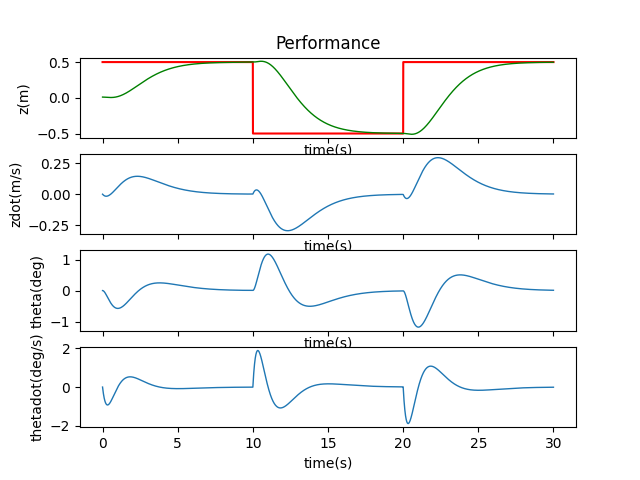 Performance
0.5
0.0
−0.5
z(m)
time(s)
0.25
0.00
−0.25
zdot(m/s)
time(s)
1
0
−1
theta(deg)
time(s)
2
0
−2
thetadot(deg/s)
0 5 10 15 20 25 30
time(s)